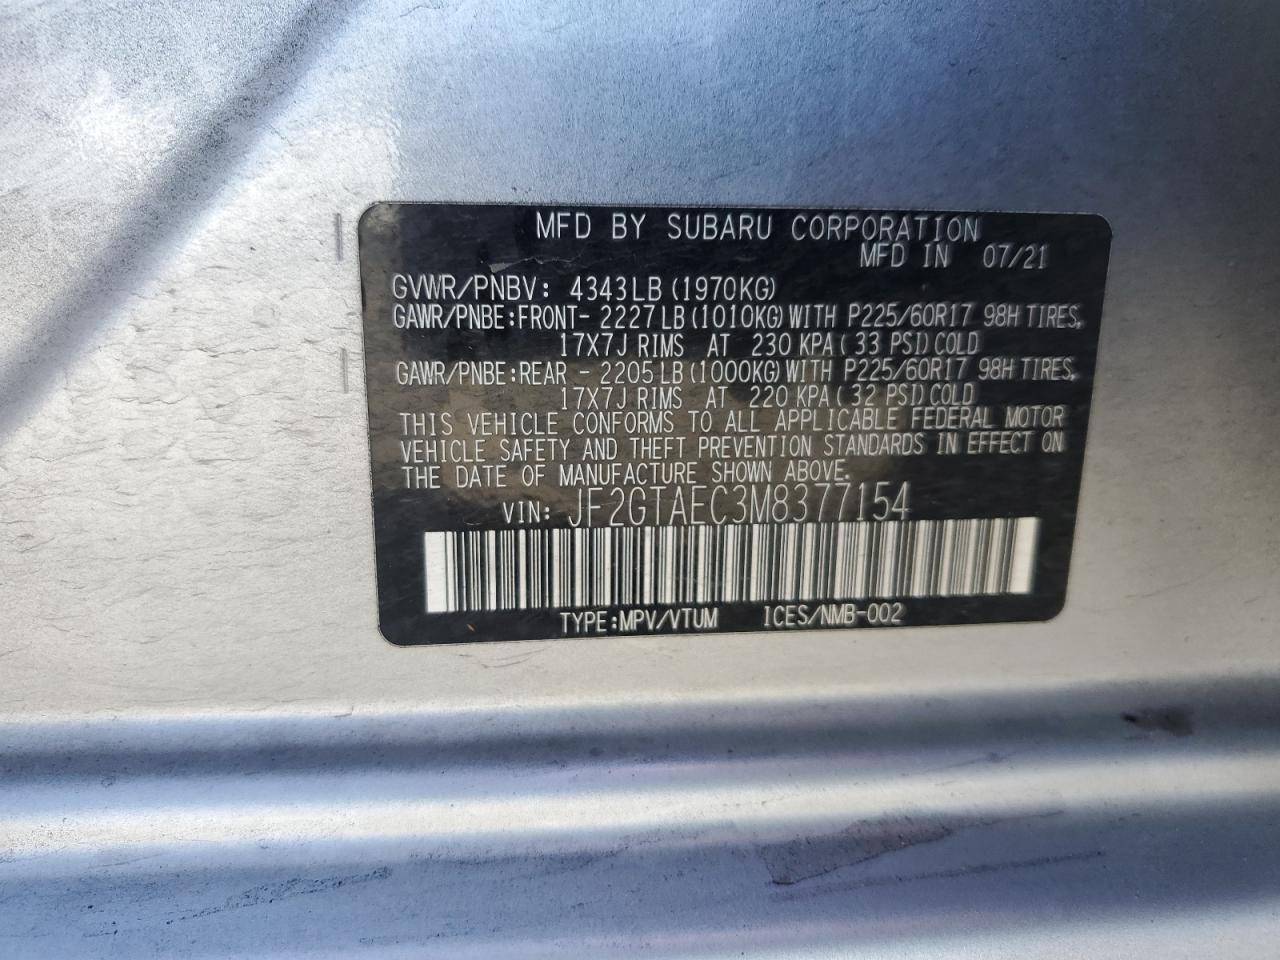 MFD BY SUBARU CORPORATION
MFD IN 07/21
GVWR/PNBV: 4343LB (1970KG)
GAWR/PNBE:FRONT- 2227LB(1010KG)WITH P225/60R17 98H TIRES,
17X7J RIMS AT 230 KPA(33 PSI)COLD
GAWR/PNBE:REAR - 2205LB(1000KG)WITH P225/60R17 98H TIRES,
17X7J RIMS AT 220 KPA(32 PSI)COLD
THIS VEHICLE CONFORMS TO ALL APPLICABLE FEDERAL MOTOR
VEHICLE SAFETY AND THEFT PREVENTION STANDARDS IN EFFECT ON
THE DATE OF MANUFACTURE SHOWN ABOVE.
VIN: JF2GTAEC3M8377154
TYPE:MPV/VTUM ICES/NMB-002